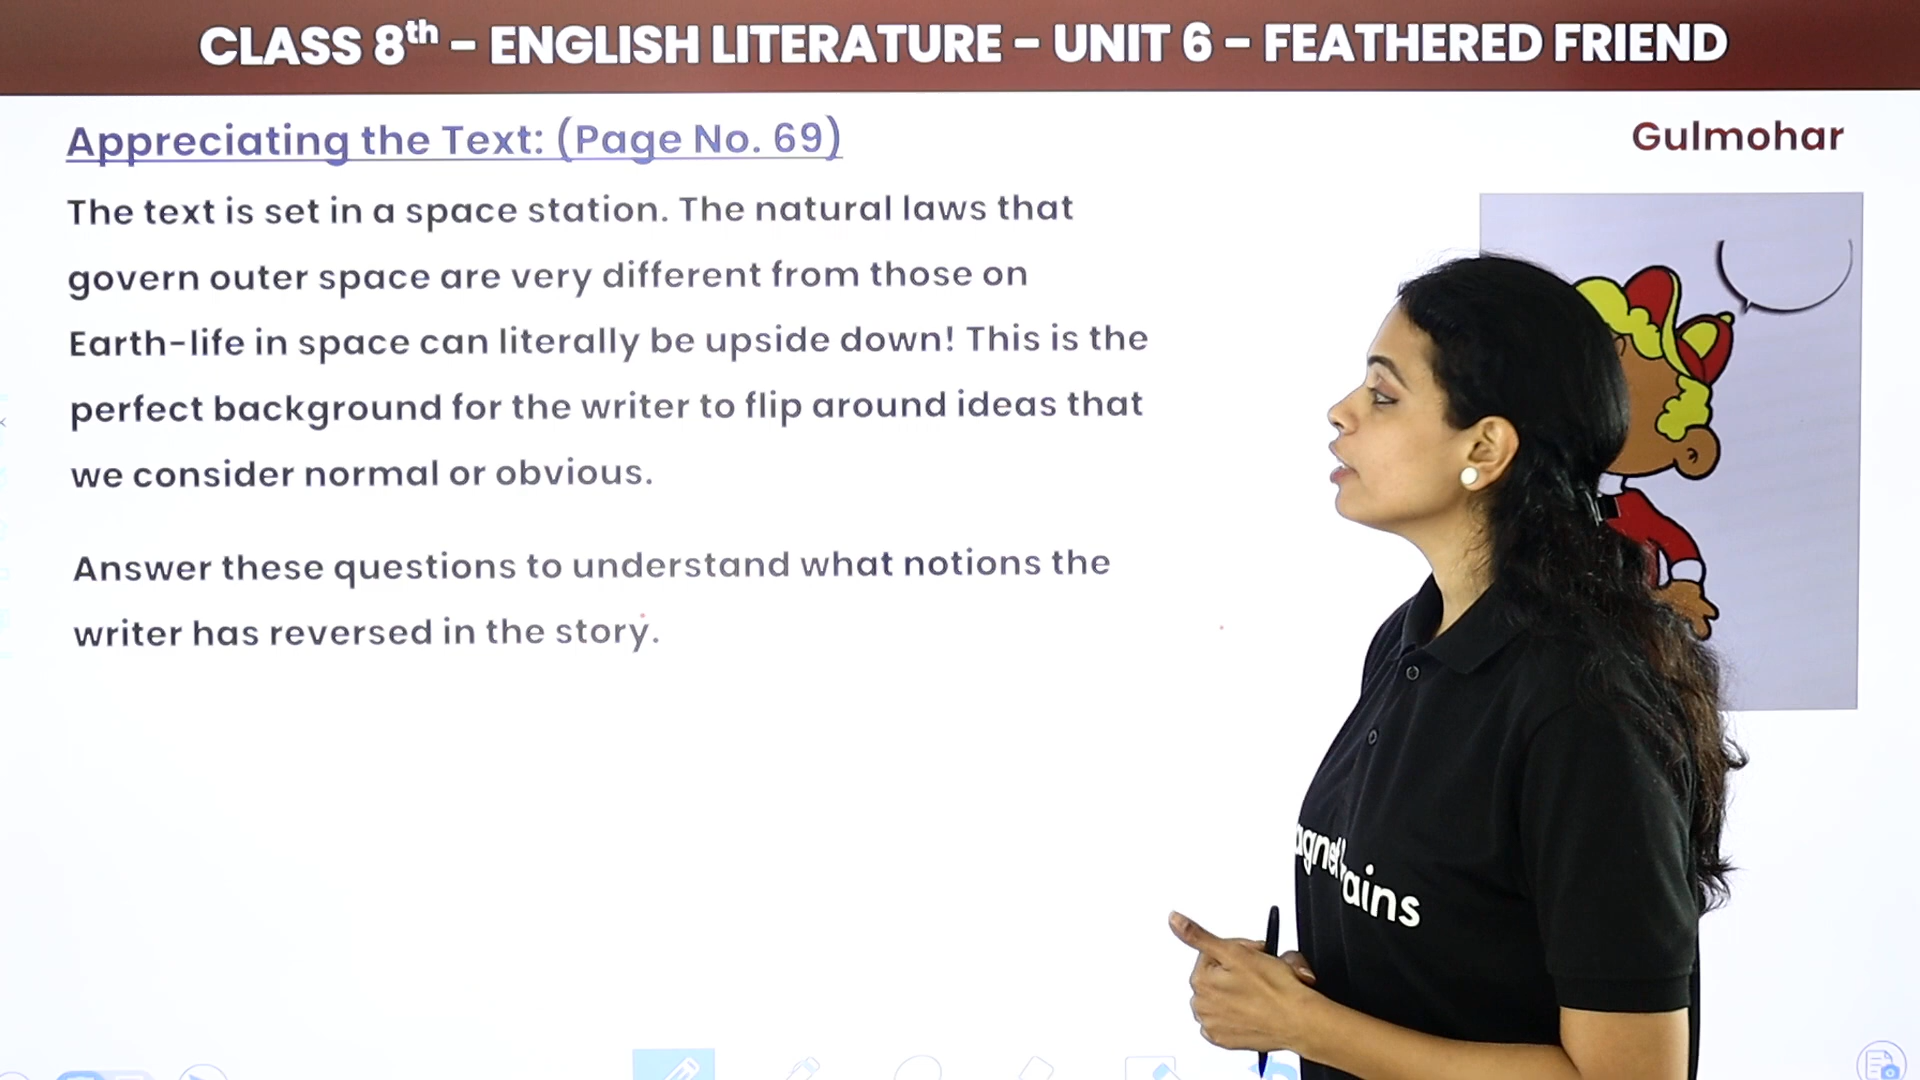 CLASS 8th - ENGLISH LITERATURE - UNIT 6 - FEATHERED FRIEND
Appreciating the Text: (Page No. 69)
Gulmohar
The text is set in a space station. The natural laws that
govern outer space are very different from those on
Earth-life in space can literally be upside down! This is the
perfect background for the writer to flip around ideas that
we consider normal or obvious.
Answer these questions to understand what notions the
writer has reversed in the story.